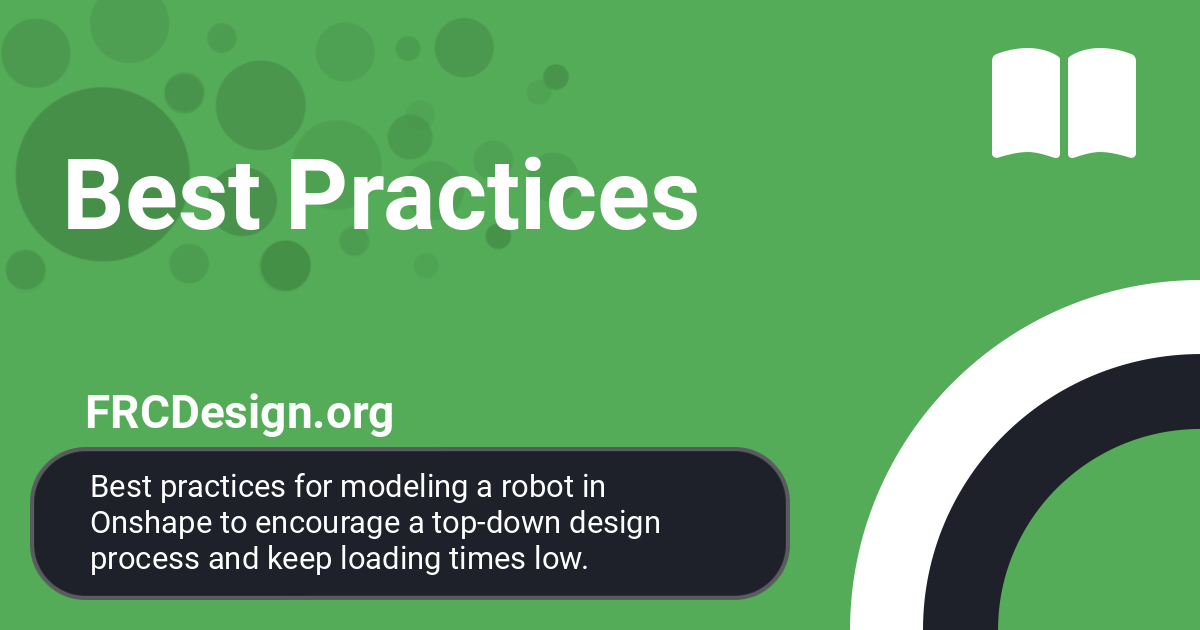 Best Practices
FRCDesign.org
Best practices for modeling a robot in
Onshape to encourage a top-down design
process and keep loading times low.